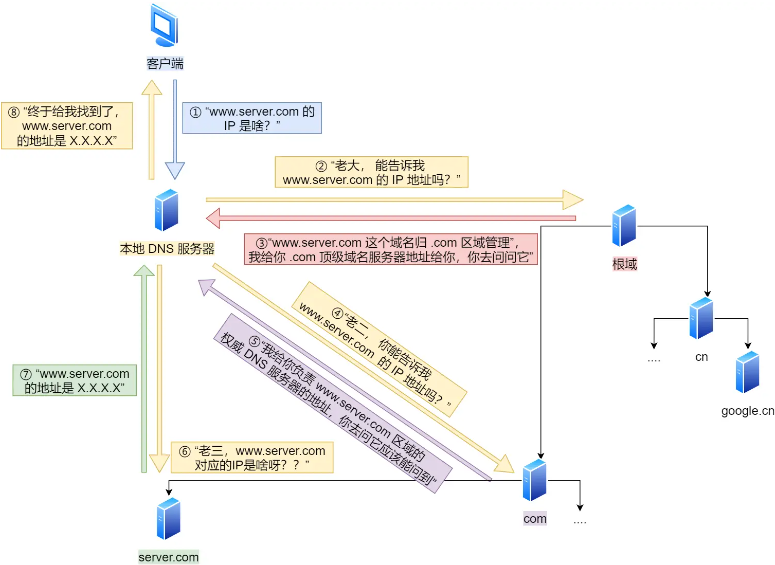 客户端
⑧ “终于给我找到了，
www.server.com
的地址是 X.X.X.X”
① “www.server.com 的
IP 是啥？”
② “老大， 能告诉我
www.server.com 的 IP 地址吗？”
本地 DNS 服务器
③“www.server.com 这个域名归 .com 区域管理”，
我给你 .com 顶级域名服务器地址给你，你去问问它”
根域
④ “老二， 你能告诉我
www.server.com 的 IP 地址吗？”
⑤ “我给你负责 www.server.com 区域的
权威 DNS 服务器的地址，你去问它应该能问到”
....
cn
google.cn
⑦ “www.server.com
的地址是 X.X.X.X”
⑥ “老三，www.server.com
对应的IP是啥呀？？”
com
....
server.com